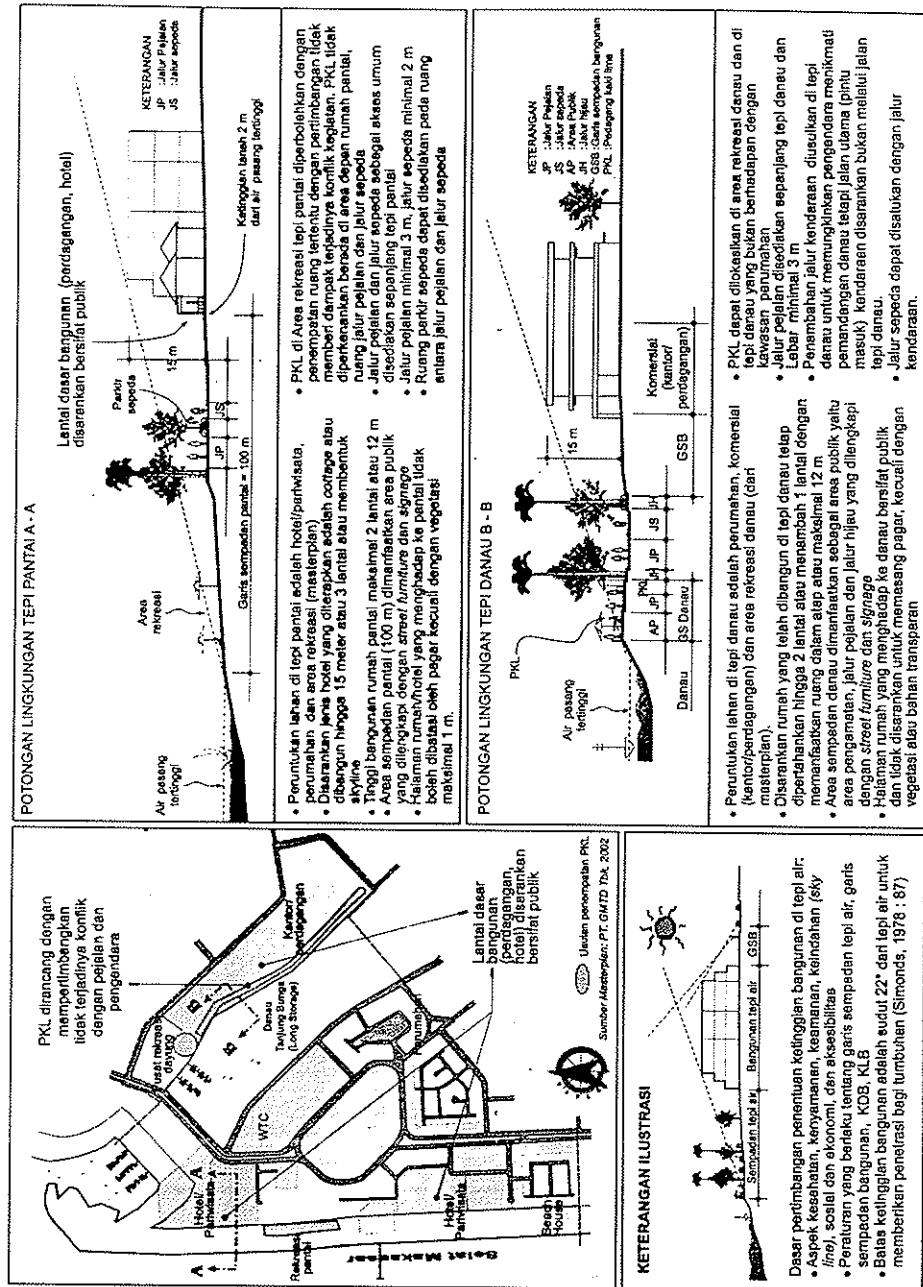 POTONGAN LINGKUNGAN TEPI PANTAI A - A
Lantai dasar bangunan (perdagangan, hotel)
disarankan bersifat publik
KETERANGAN
JP : Jalur Pejalan
JS : Jalur sepeda
Air pasang
tertinggi
Area
rekreasi
JP
JS
Parkir
sepeda
15 m
Garis sempadan pantai = 100 m
Ketinggian tanah 2 m
dari air pasang tertinggi
• Peruntukan lahan di tepi pantai adalah hotel/pariwisata,
perumahan dan area rekreasi (masterplan)
• Disarankan jenis hotel yang diterapkan adalah cottage atau
dibangun hingga 15 meter atau 3 lantai atau membentuk
skyline
• Tinggi bangunan rumah pantai maksimal 2 lantai atau 12 m
• Area sempadan pantai (100 m) dimanfaatkan area publik
yang dilengkapi dengan street furniture dan signage
• Halaman rumah/hotel yang menghadap ke pantai tidak
boleh dibatasi oleh pagar kecuali dengan vegetasi
maksimal 1 m.
• PKL di Area rekreasi tepi pantai diperbolehkan dengan
penempatan ruang tertentu dengan pertimbangan tidak
memberi dampak terjadinya konflik kegiatan. PKL tidak
diperkenankan berada di area depan rumah pantai,
ruang jalur pejalan dan jalur sepeda
• Jalur pejalan dan jalur sepeda sebagai akses umum
disediakan sepanjang tepi pantai
• Jalur pejalan minimal 3 m, jalur sepeda minimal 2 m
• Ruang parkir sepeda dapat disediakan pada ruang
antara jalur pejalan dan jalur sepeda
POTONGAN LINGKUNGAN TEPI DANAU B - B
KETERANGAN
JP :Jalur Pejalan
JS :Jalur sepeda
AP :Area Publik
JH :Jalur hijau
GSB :Garis sempadan bangunan
PKL :Pedagang kaki lima
PKL
Air pasang
tertinggi
15 m
AP
JP
PKL
JH
JP
JS
JH
Danau
GS Danau
GSB
Komersial
(kantor/
perdagangan)
• Peruntukan lahan di tepi danau adalah perumahan, komersial
(kantor/perdagangan) dan area rekreasi danau (dari
masterplan).
• Disarankan rumah yang telah dibangun di tepi danau tetap
dipertahankan hingga 2 lantai atau menambah 1 lantai dengan
memanfaatkan ruang dalam atap atau maksimal 12 m
• Area sempadan danau dimanfaatkan sebagai area publik yaitu
area pengamatan, jalur pejalan dan jalur hijau yang dilengkapi
dengan street furniture dan signage
• Halaman rumah yang menghadap ke danau bersifat publik
dan tidak disarankan untuk memasang pagar, kecuali dengan
vegetasi atau bahan transparan
• PKL dapat dilokasikan di area rekreasi danau dan di
tepi danau yang bukan berhadapan dengan
kawasan perumahan
• Jalur pejalan disediakan sepanjang tepi danau dan
Lebar minimal 3 m
• Penambahan jalur kendaraan diusulkan di tepi
danau untuk memungkinkan pengendara menikmati
pemandangan danau tetapi jalan utama (pintu
masuk) kendaraan disarankan bukan melalui jalan
tepi danau.
• Jalur sepeda dapat disatukan dengan jalur
kendaraan.
PKL dirancang dengan
mempertimbangkan
tidak terjadinya konflik
dengan pejalan dan
pengendara
usat rekreasi
dayung
Kantor/
perdagangan
B
B
Danau
Tanjung Bunga
(Long Storage)
WTC
Perumahan
A
A
Hotel/
Pariwisata
Rekreasi
pantai
Hotel/
Pariwisata
Beach
House
Selat Makassar
Lantai dasar
bangunan
(perdagangan,
hotel) disarankan
bersifat publik
Usulan penempatan PKL
Sumber Masterplan: PT. GMTD Tbk, 2002
KETERANGAN ILUSTRASI
Sempadan tepi air
Bangunan tepi air
GSB
Dasar pertimbangan penentuan ketinggian bangunan di tepi air:
• Aspek kesehatan, kenyamanan, keamanan, keindahan (sky
line), sosial dan ekonomi, dan aksesibilitas
• Peraturan yang berlaku tentang garis sempadan tepi air, garis
sempadan bangunan, KDB, KLB
• Batas ketinggian bangunan adalah sudut 22° dari tepi air untuk
memberikan penetrasi bagi tumbuhan (Simonds, 1978 : 87)